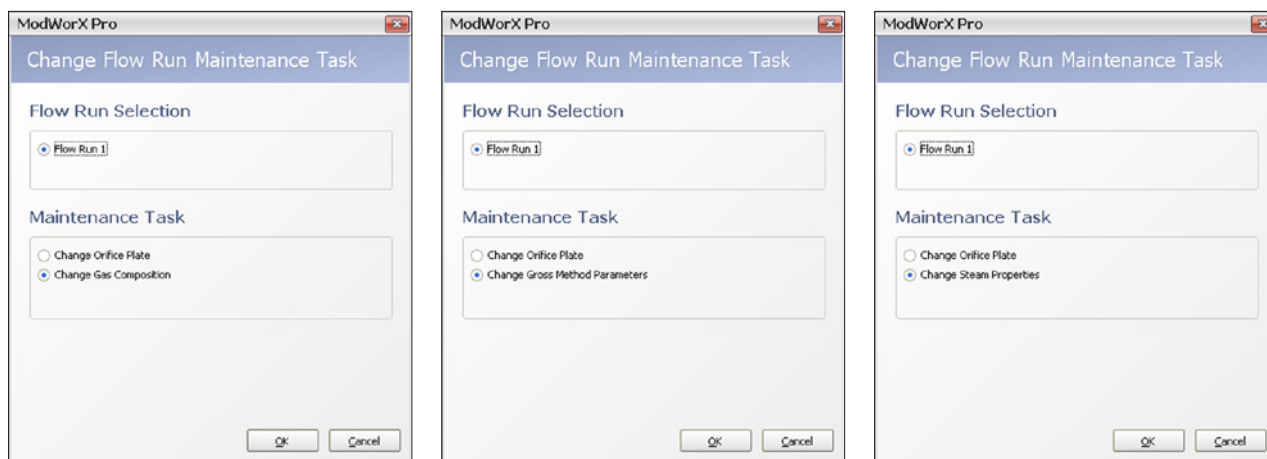 ModWorX Pro
Change Flow Run Maintenance Task
Flow Run Selection
Flow Run 1
Maintenance Task
Change Orifice Plate
Change Gas Composition
OK
Cancel
ModWorX Pro
Change Flow Run Maintenance Task
Flow Run Selection
Flow Run 1
Maintenance Task
Change Orifice Plate
Change Gross Method Parameters
OK
Cancel
ModWorX Pro
Change Flow Run Maintenance Task
Flow Run Selection
Flow Run 1
Maintenance Task
Change Orifice Plate
Change Steam Properties
OK
Cancel